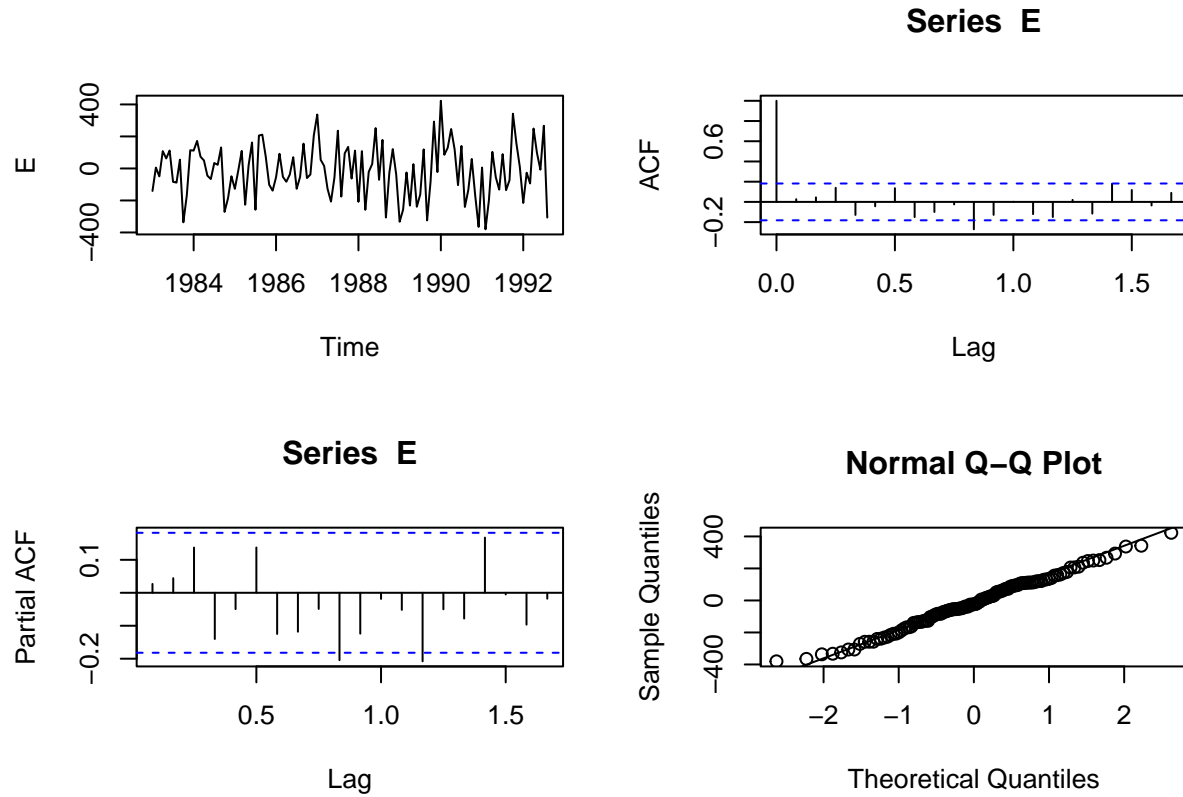 E
400
0
−400
1984 1986 1988 1990 1992
Time
Series E
ACF
0.6
−0.2
0.0 0.5 1.0 1.5
Lag
Series E
Partial ACF
0.1
−0.2
0.5 1.0 1.5
Lag
Normal Q−Q Plot
Sample Quantiles
400
0
−400
−2 −1 0 1 2
Theoretical Quantiles